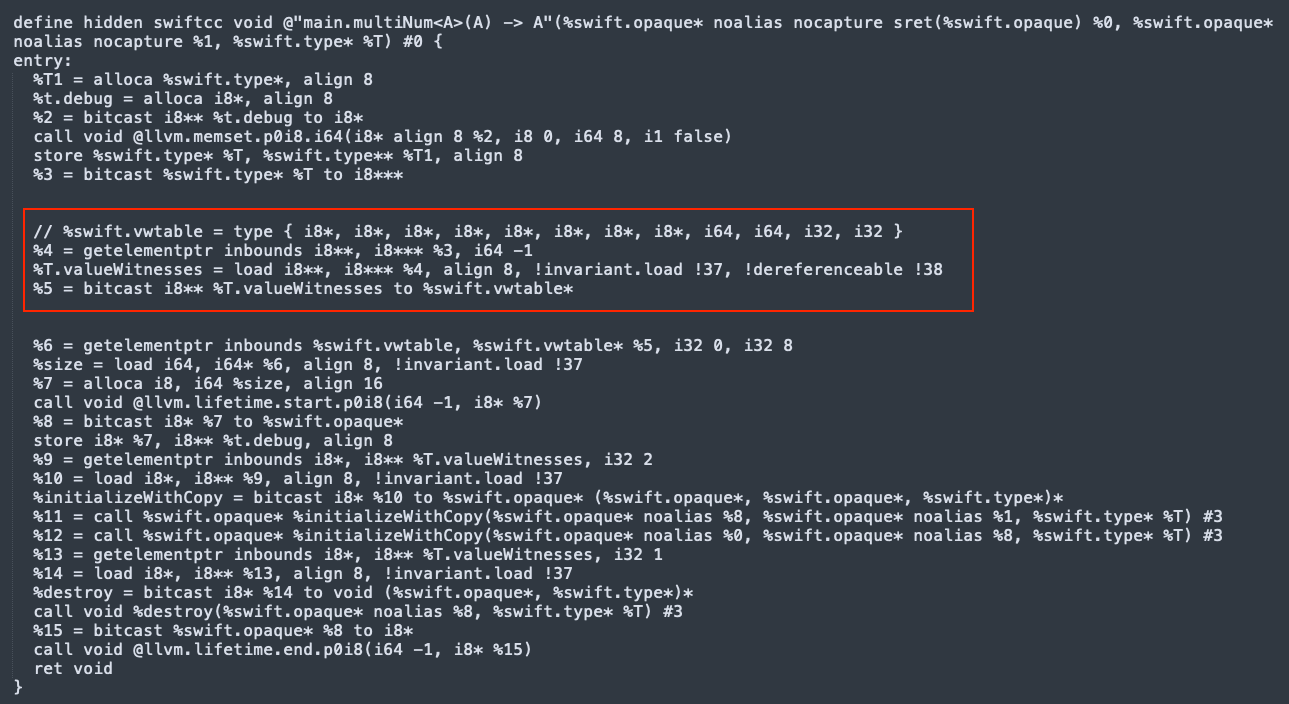 define hidden swiftcc void @"main.multiNum<A>(A) -> A"(%swift.opaque* noalias nocapture sret(%swift.opaque) %0, %swift.opaque*
noalias nocapture %1, %swift.type* %T) #0 {
entry:
  %T1 = alloca %swift.type*, align 8
  %t.debug = alloca i8*, align 8
  %2 = bitcast i8** %t.debug to i8*
  call void @llvm.memset.p0i8.i64(i8* align 8 %2, i8 0, i64 8, i1 false)
  store %swift.type* %T, %swift.type** %T1, align 8
  %3 = bitcast %swift.type* %T to i8***
  // %swift.vwtable = type { i8*, i8*, i8*, i8*, i8*, i8*, i8*, i8*, i64, i64, i32, i32 }
  %4 = getelementptr inbounds i8**, i8*** %3, i64 -1
  %T.valueWitnesses = load i8**, i8*** %4, align 8, !invariant.load !37, !dereferenceable !38
  %5 = bitcast i8** %T.valueWitnesses to %swift.vwtable*
  %6 = getelementptr inbounds %swift.vwtable, %swift.vwtable* %5, i32 0, i32 8
  %size = load i64, i64* %6, align 8, !invariant.load !37
  %7 = alloca i8, i64 %size, align 16
  call void @llvm.lifetime.start.p0i8(i64 -1, i8* %7)
  %8 = bitcast i8* %7 to %swift.opaque*
  store i8* %7, i8** %t.debug, align 8
  %9 = getelementptr inbounds i8*, i8** %T.valueWitnesses, i32 2
  %10 = load i8*, i8** %9, align 8, !invariant.load !37
  %initializeWithCopy = bitcast i8* %10 to %swift.opaque* (%swift.opaque*, %swift.opaque*, %swift.type*)*
  %11 = call %swift.opaque* %initializeWithCopy(%swift.opaque* noalias %8, %swift.opaque* noalias %1, %swift.type* %T) #3
  %12 = call %swift.opaque* %initializeWithCopy(%swift.opaque* noalias %0, %swift.opaque* noalias %8, %swift.type* %T) #3
  %13 = getelementptr inbounds i8*, i8** %T.valueWitnesses, i32 1
  %14 = load i8*, i8** %13, align 8, !invariant.load !37
  %destroy = bitcast i8* %14 to void (%swift.opaque*, %swift.type*)*
  call void %destroy(%swift.opaque* noalias %8, %swift.type* %T) #3
  %15 = bitcast %swift.opaque* %8 to i8*
  call void @llvm.lifetime.end.p0i8(i64 -1, i8* %15)
  ret void
}